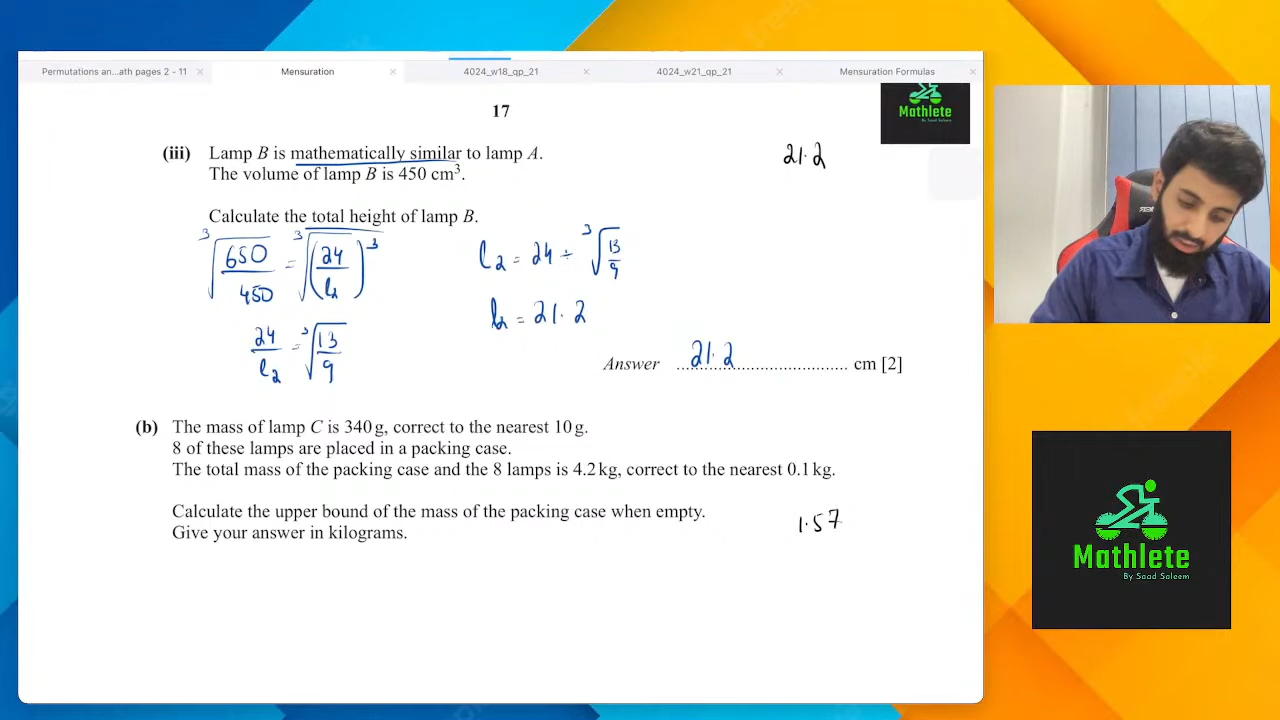 Permutations an...ath pages 2 - 11 × Mensuration × 4024_w18_qp_21 × 4024_w21_qp_21 × Mensuration Formulas ×
17
Mathlete
By Saad Saleem
(iii) Lamp B is mathematically similar to lamp A.
21.2
The volume of lamp B is 450 cm³.
Calculate the total height of lamp B.
∛(650/450) = ∛(24/l₂)³
l₂ = 24 ÷ ∛(13/9)
l₂ = 21.2
24/l₂ = ∛(13/9)
Answer 21.2 cm [2]
(b) The mass of lamp C is 340 g, correct to the nearest 10 g.
8 of these lamps are placed in a packing case.
The total mass of the packing case and the 8 lamps is 4.2 kg, correct to the nearest 0.1 kg.
Calculate the upper bound of the mass of the packing case when empty.
1.57
Give your answer in kilograms.
Mathlete
By Saad Saleem